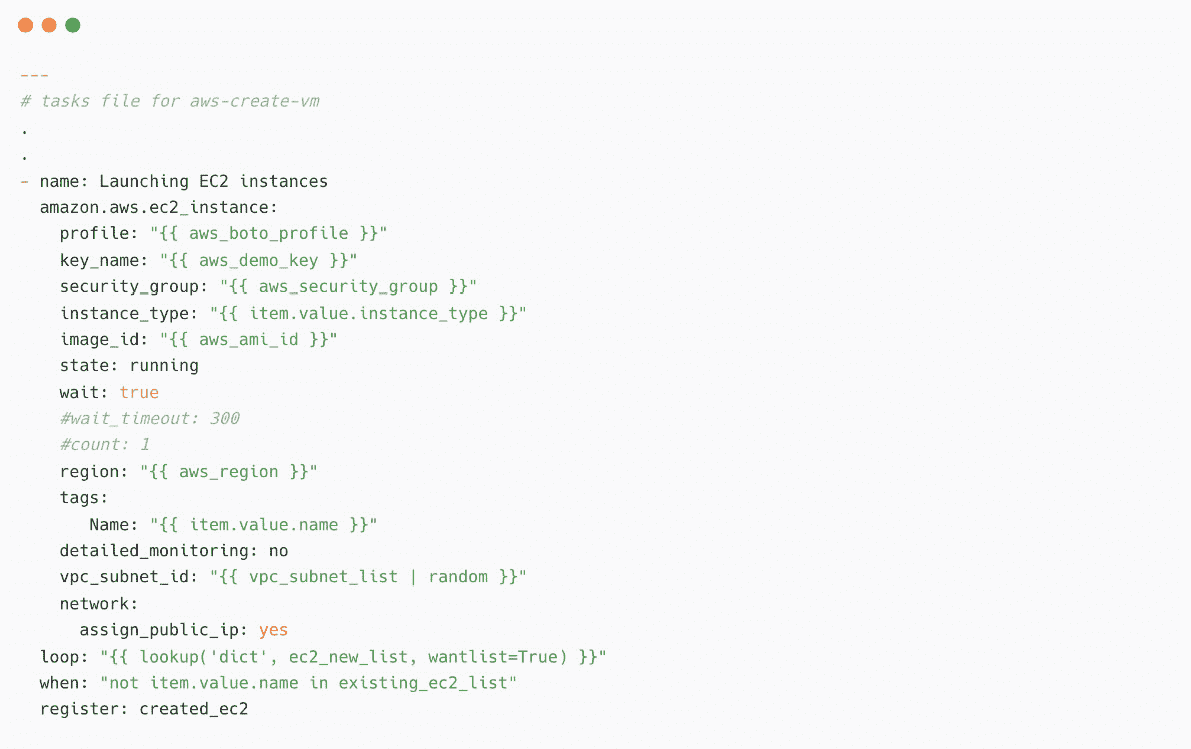 ---
# tasks file for aws-create-vm
.
.
- name: Launching EC2 instances
  amazon.aws.ec2_instance:
    profile: "{{ aws_boto_profile }}"
    key_name: "{{ aws_demo_key }}"
    security_group: "{{ aws_security_group }}"
    instance_type: "{{ item.value.instance_type }}"
    image_id: "{{ aws_ami_id }}"
    state: running
    wait: true
    #wait_timeout: 300
    #count: 1
    region: "{{ aws_region }}"
    tags:
       Name: "{{ item.value.name }}"
    detailed_monitoring: no
    vpc_subnet_id: "{{ vpc_subnet_list | random }}"
    network:
      assign_public_ip: yes
  loop: "{{ lookup('dict', ec2_new_list, wantlist=True) }}"
  when: "not item.value.name in existing_ec2_list"
  register: created_ec2